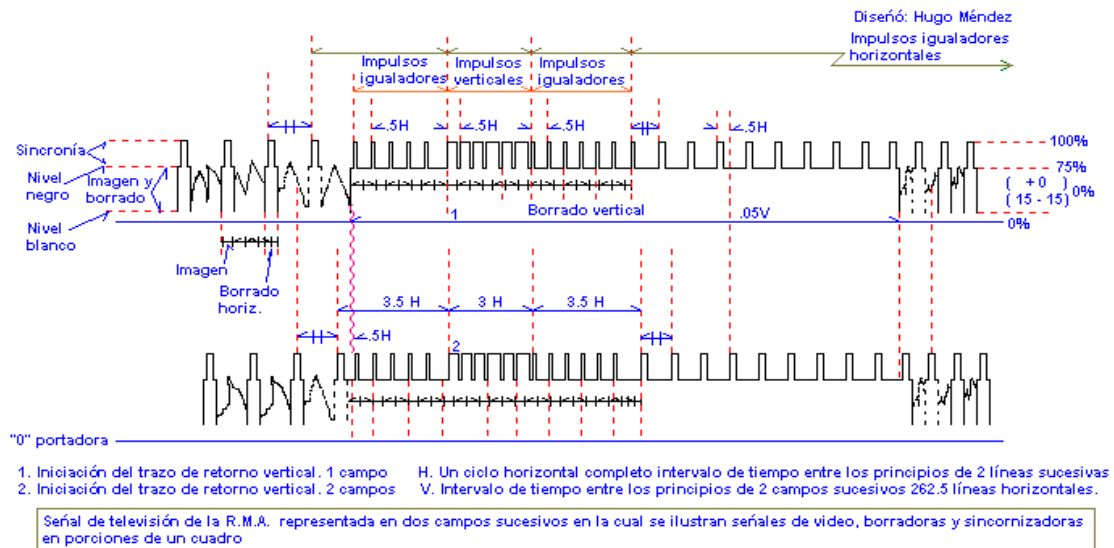 Diseñó: Hugo Méndez
Impulsos igualadores
horizontales
Impulsos
igualadores
Impulsos
verticales
Impulsos
igualadores
H
.5H
.5H
.5H
H
.5H
Sincronía
Nivel
negro
Imagen y
borrado
Nivel
blanco
100%
75%
( + 0 ) 0%
( 15 - 15)
0%
1
Borrado vertical
.05V
Imagen
Borrado
horiz.
3.5 H
3 H
3.5 H
H
.5H
2
H
"0" portadora
1. Iniciación del trazo de retorno vertical. 1 campo
H. Un ciclo horizontal completo intervalo de tiempo entre los principios de 2 líneas sucesivas
2. Iniciación del trazo de retorno vertical. 2 campos
V. Intervalo de tiempo entre los principios de 2 campos sucesivos 262.5 líneas horizontales.
Señal de televisión de la R.M.A. representada en dos campos sucesivos en la cual se ilustran señales de video, borradoras y sincornizadoras
en porciones de un cuadro